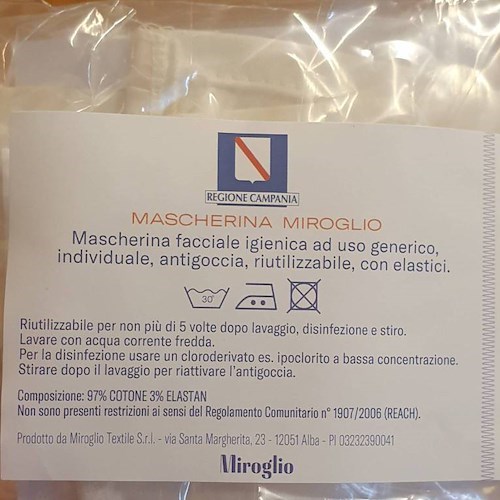 REGIONE CAMPANIA
MASCHERINA MIROGLIO
Mascherina facciale igienica ad uso generico,
individuale, antigoccia, riutilizzabile, con elastici.
30°
Riutilizzabile per non più di 5 volte dopo lavaggio, disinfezione e stiro.
Lavare con acqua corrente fredda.
Per la disinfezione usare un cloroderivato es. ipoclorito a bassa concentrazione.
Stirare dopo il lavaggio per riattivare l'antigoccia.
Composizione: 97% COTONE 3% ELASTAN
Non sono presenti restrizioni ai sensi del Regolamento Comunitario n° 1907/2006 (REACH).
Prodotto da Miroglio Textile S.r.l. - via Santa Margherita, 23 - 12051 Alba - PI 03232390041
Miroglio